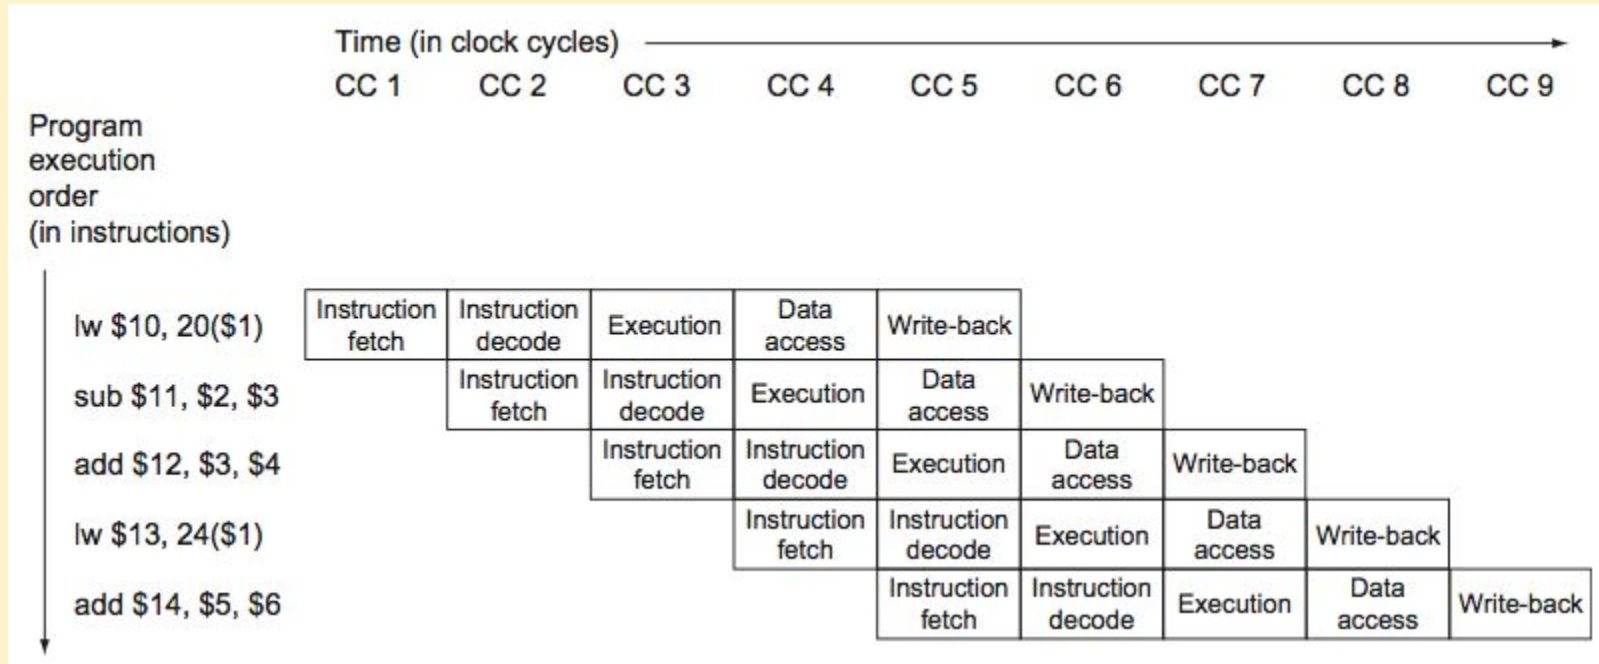 Time (in clock cycles)
CC 1 CC 2 CC 3 CC 4 CC 5 CC 6 CC 7 CC 8 CC 9
Program
execution
order
(in instructions)
lw $10, 20($1) Instruction fetch Instruction decode Execution Data access Write-back
sub $11, $2, $3 Instruction fetch Instruction decode Execution Data access Write-back
add $12, $3, $4 Instruction fetch Instruction decode Execution Data access Write-back
lw $13, 24($1) Instruction fetch Instruction decode Execution Data access Write-back
add $14, $5, $6 Instruction fetch Instruction decode Execution Data access Write-back